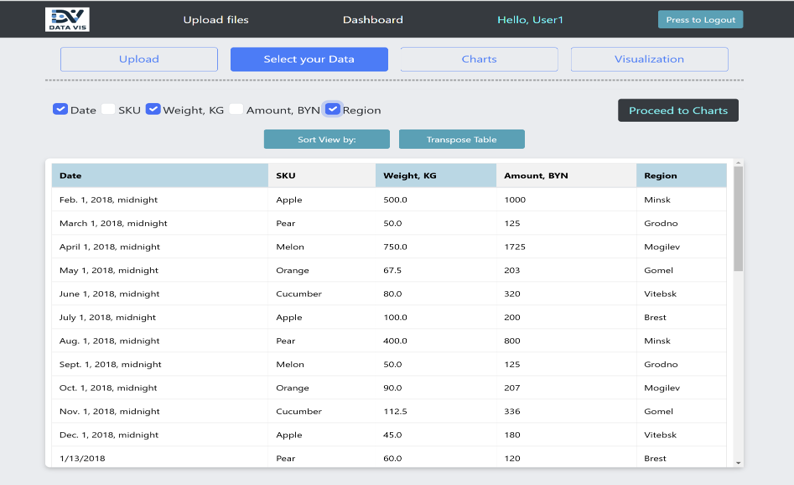 DATA VIS Upload files Dashboard Hello, User1 Press to Logout
Upload Select your Data Charts Visualization
Date SKU Weight, KG Amount, BYN Region Proceed to Charts
Sort View by: Transpose Table
Date SKU Weight, KG Amount, BYN Region
Feb. 1, 2018, midnight Apple 500.0 1000 Minsk
March 1, 2018, midnight Pear 50.0 125 Grodno
April 1, 2018, midnight Melon 750.0 1725 Mogilev
May 1, 2018, midnight Orange 67.5 203 Gomel
June 1, 2018, midnight Cucumber 80.0 320 Vitebsk
July 1, 2018, midnight Apple 100.0 200 Brest
Aug. 1, 2018, midnight Pear 400.0 800 Minsk
Sept. 1, 2018, midnight Melon 50.0 125 Grodno
Oct. 1, 2018, midnight Orange 90.0 207 Mogilev
Nov. 1, 2018, midnight Cucumber 112.5 336 Gomel
Dec. 1, 2018, midnight Apple 45.0 180 Vitebsk
1/13/2018 Pear 60.0 120 Brest